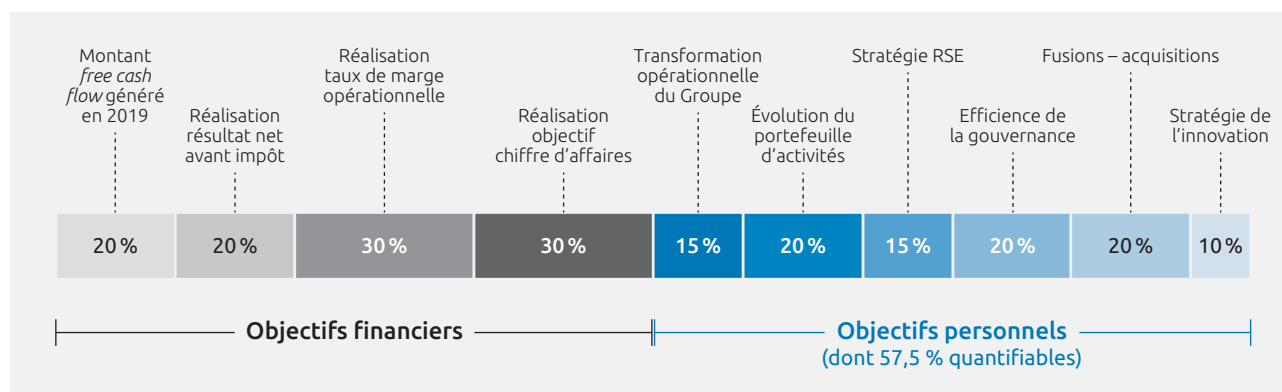 Montant
free cash
flow généré
en 2019
Réalisation
résultat net
avant impôt
Réalisation
taux de marge
opérationnelle
Réalisation
objectif
chiffre d'affaires
Transformation
opérationnelle
du Groupe
Évolution du
portefeuille
d'activités
Stratégie RSE
Efficience de
la gouvernance
Fusions – acquisitions
Stratégie de
l'innovation
20 %
20 %
30 %
30 %
15 %
20 %
15 %
20 %
20 %
10 %
Objectifs financiers
Objectifs personnels
(dont 57,5 % quantifiables)